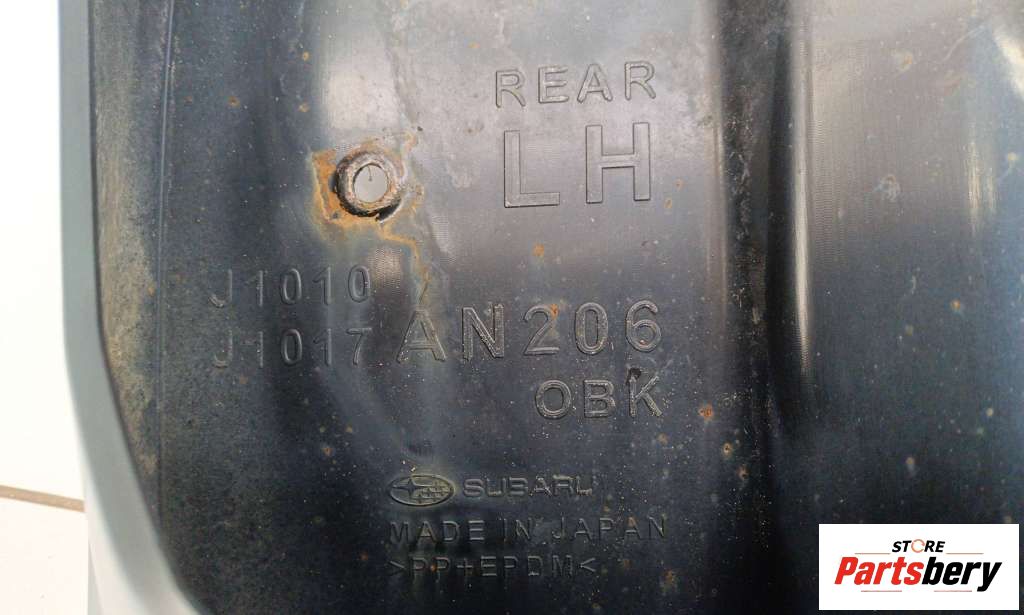 REAR
LH
J1010
J1017 AN206
OBK
SUBARU
MADE IN JAPAN
>PP+EPDM<
STORE
Partsbery